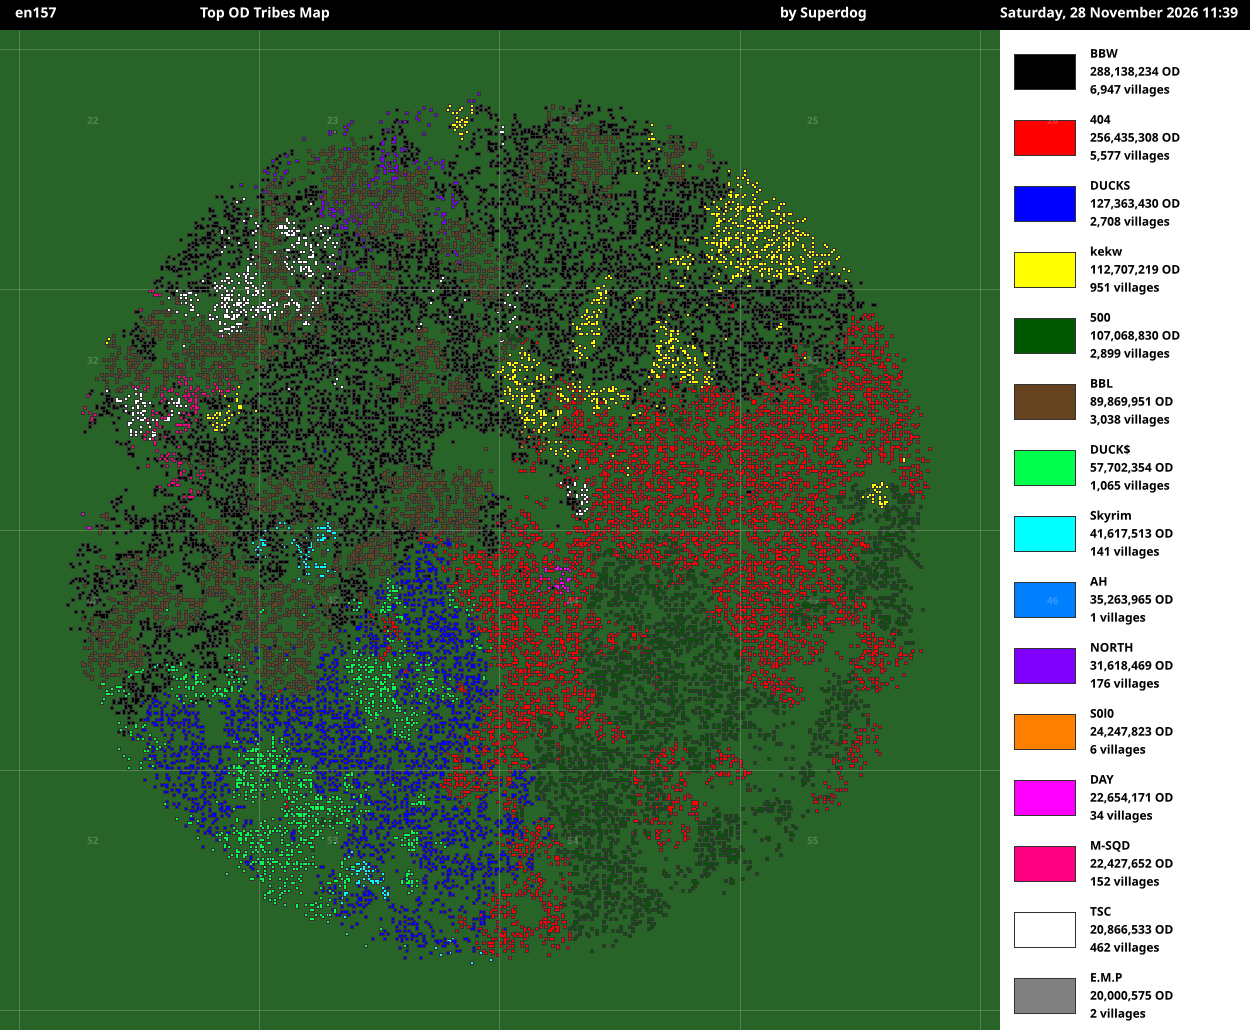 en157 Top OD Tribes Map by Superdog Saturday, 28 November 2026 11:39
BBW
288,138,234 OD
6,947 villages
404
256,435,308 OD
5,577 villages
DUCKS
127,363,430 OD
2,708 villages
kekw
112,707,219 OD
951 villages
500
107,068,830 OD
2,899 villages
BBL
89,869,951 OD
3,038 villages
DUCK$
57,702,354 OD
1,065 villages
Skyrim
41,617,513 OD
141 villages
AH
35,263,965 OD
1 villages
NORTH
31,618,469 OD
176 villages
S0I0
24,247,823 OD
6 villages
DAY
22,654,171 OD
34 villages
M-SQD
22,427,652 OD
152 villages
TSC
20,866,533 OD
462 villages
E.M.P
20,000,575 OD
2 villages
22 23 25
32
46
52 53 54 55